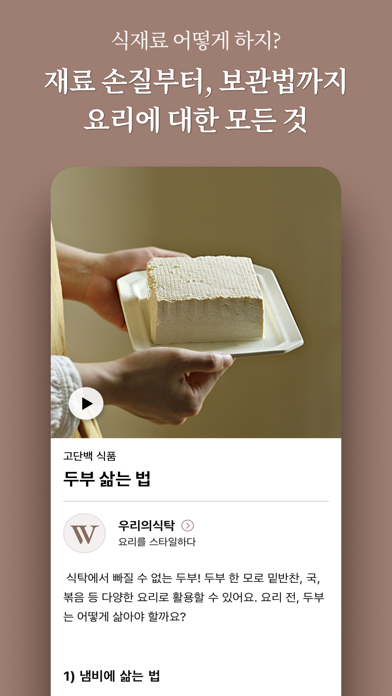 식재료 어떻게 하지?
재료 손질부터, 보관법까지
요리에 대한 모든 것
고단백 식품
두부 삶는 법
W
우리의식탁
요리를 스타일하다
식탁에서 빠질 수 없는 두부! 두부 한 모로 밑반찬, 국,
볶음 등 다양한 요리로 활용할 수 있어요. 요리 전, 두부
는 어떻게 삶아야 할까요?
1) 냄비에 삶는 법